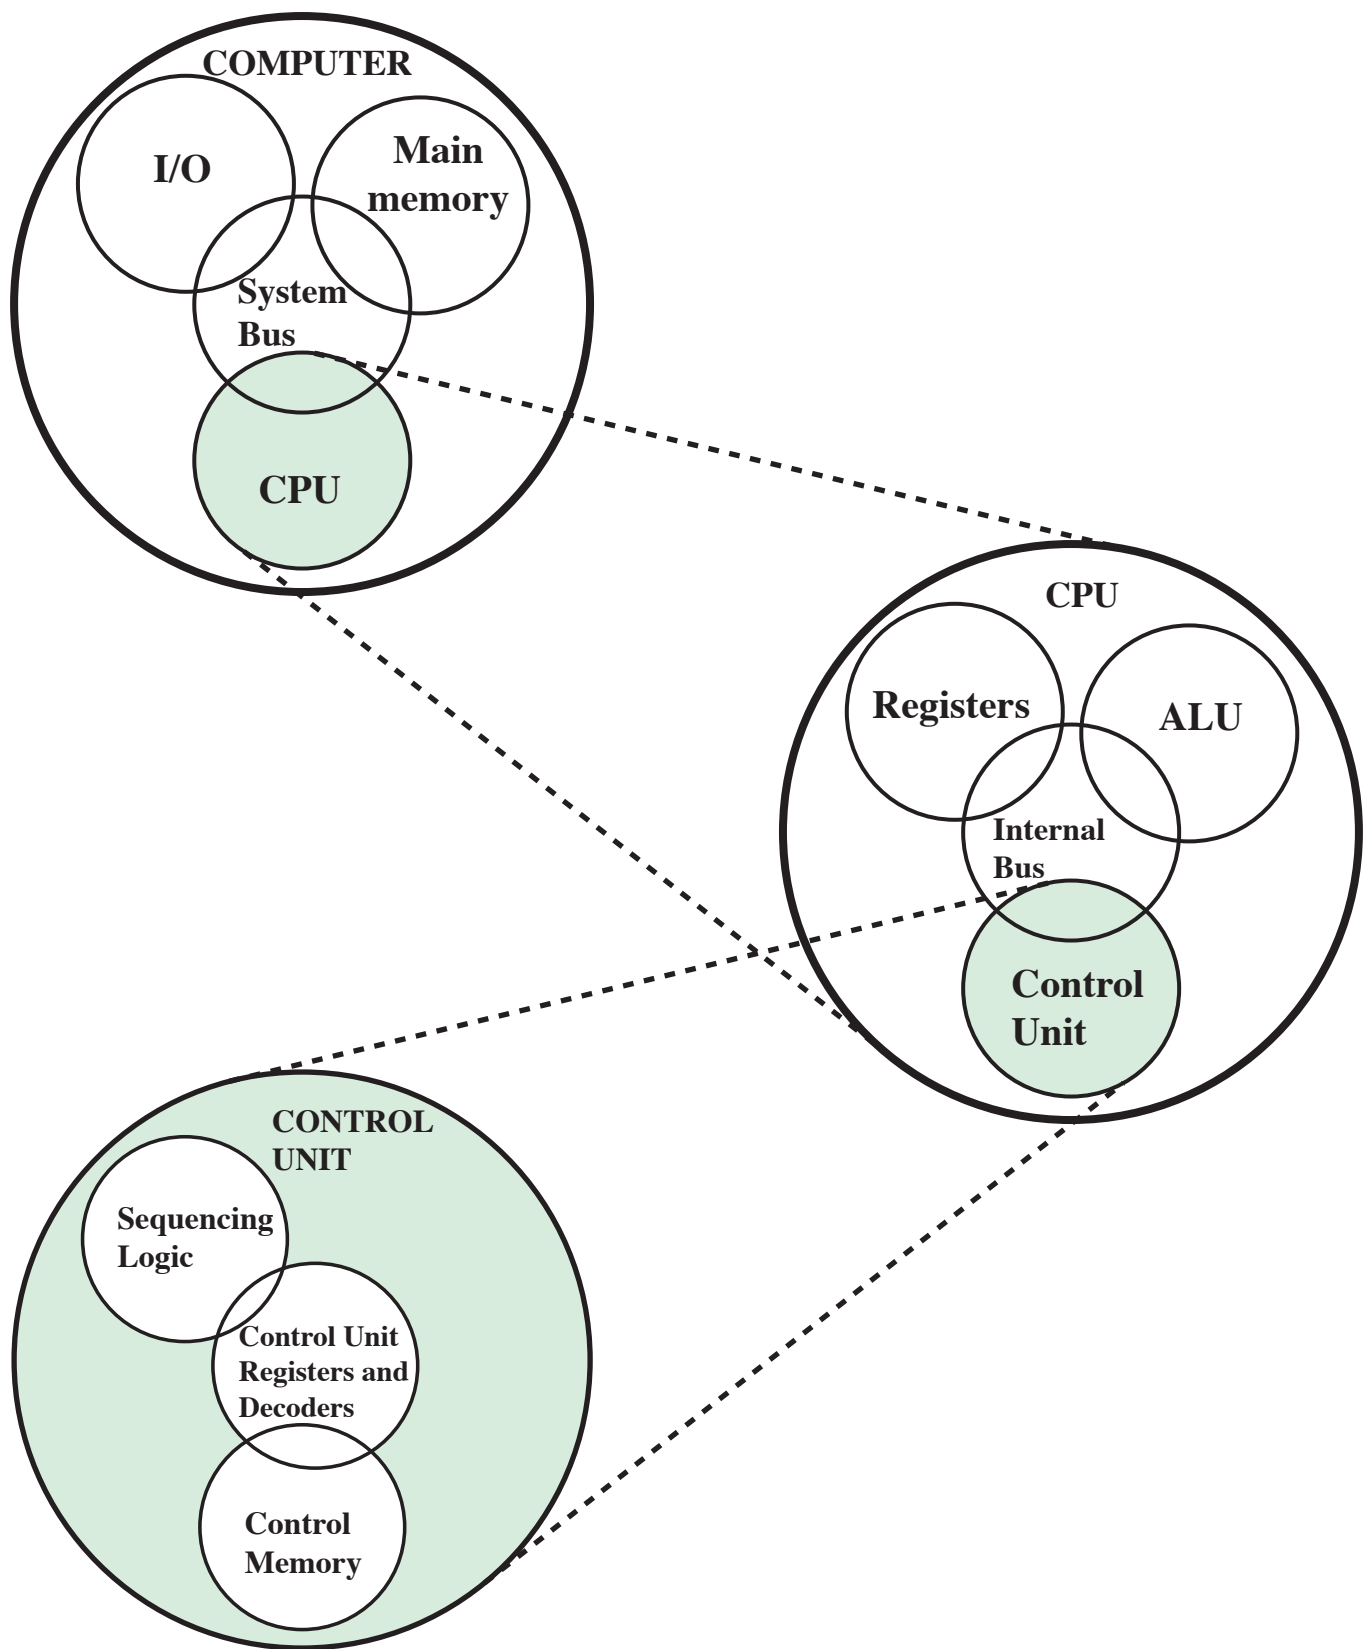 COMPUTER
I/O
Main
memory
System
Bus
CPU
CPU
Registers
ALU
Internal
Bus
Control
Unit
CONTROL
UNIT
Sequencing
Logic
Control Unit
Registers and
Decoders
Control
Memory